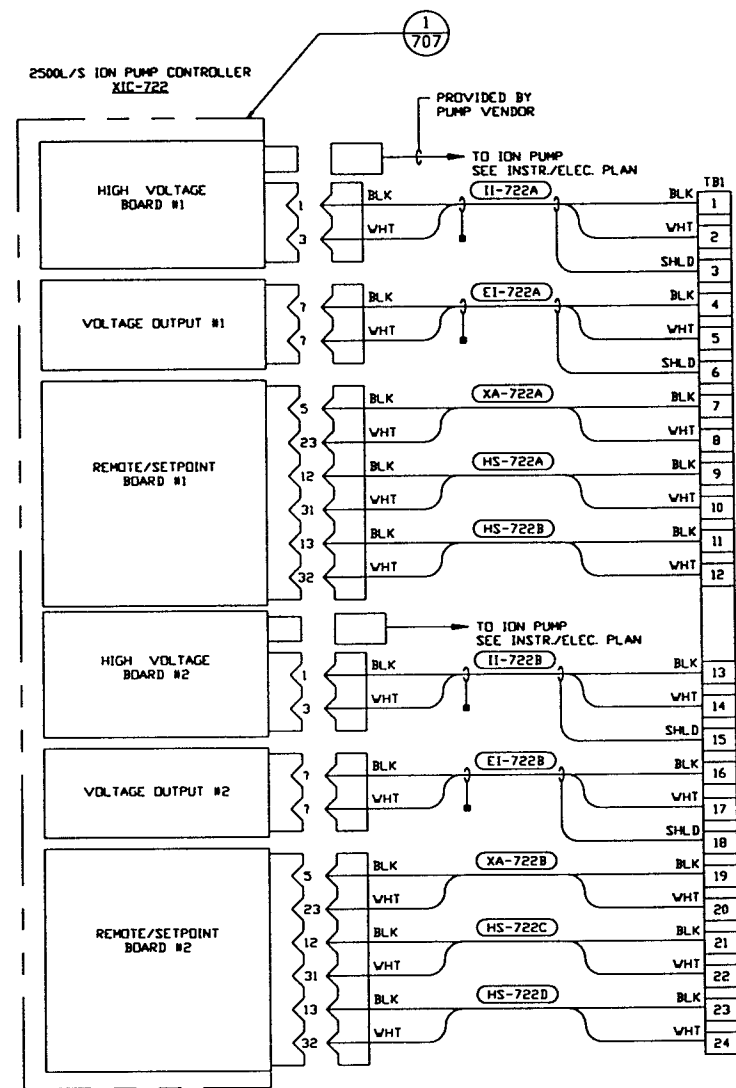 1
707
2500L/S ION PUMP CONTROLLER
XIC-722
PROVIDED BY
PUMP VENDOR
TO ION PUMP
SEE INSTR./ELEC. PLAN
TB1
HIGH VOLTAGE
BOARD #1
1 BLK II-722A BLK 1
3 WHT WHT 2
SHLD 3
VOLTAGE OUTPUT #1
? BLK EI-722A BLK 4
? WHT WHT 5
SHLD 6
REMOTE/SETPOINT
BOARD #1
5 BLK XA-722A BLK 7
23 WHT WHT 8
12 BLK HS-722A BLK 9
31 WHT WHT 10
13 BLK HS-722B BLK 11
32 WHT WHT 12
TO ION PUMP
SEE INSTR./ELEC. PLAN
HIGH VOLTAGE
BOARD #2
1 BLK II-722B BLK 13
3 WHT WHT 14
SHLD 15
VOLTAGE OUTPUT #2
? BLK EI-722B BLK 16
? WHT WHT 17
SHLD 18
REMOTE/SETPOINT
BOARD #2
5 BLK XA-722B BLK 19
23 WHT WHT 20
12 BLK HS-722C BLK 21
31 WHT WHT 22
13 BLK HS-722D BLK 23
32 WHT WHT 24